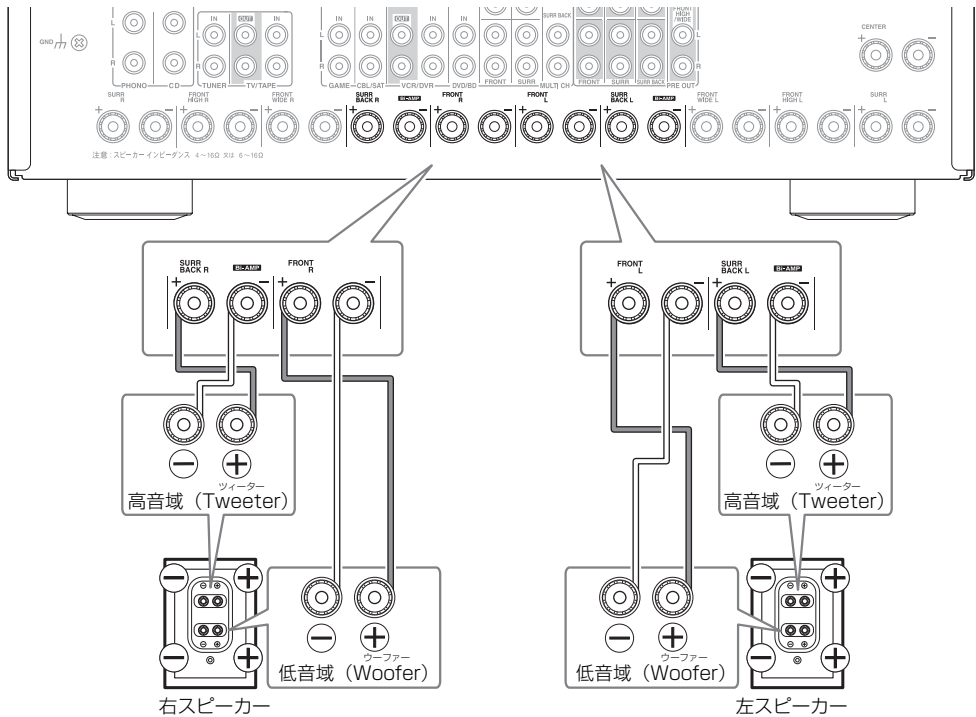 IN OUT IN IN OUT IN IN SURR BACK FRONT HIGH /WIDE
L L L L
GND
CENTER
+ −
R R R R
PHONO CD TUNER TV/TAPE GAME CBL/SAT VCR/DVR DVD/BD FRONT SURR MULTI CH FRONT SURR SURR BACK PRE OUT
SURR R FRONT HIGH R FRONT WIDE R SURR BACK R BI-AMP FRONT R FRONT L SURR BACK L BI-AMP FRONT WIDE L FRONT HIGH L SURR L
+ − + − + − + − + − + − + − + − + − + −
注意:スピーカー インピーダンス 4~16Ω 又は 6~16Ω
SURR BACK R BI-AMP FRONT R
+ − + −
FRONT L SURR BACK L BI-AMP
+ − + −
− +
ツィーター
高音域(Tweeter)
− +
ツィーター
高音域(Tweeter)
− +
− +
− +
− +
ウーファー
低音域(Woofer)
− +
ウーファー
低音域(Woofer)
− +
− +
− +
− +
右スピーカー
左スピーカー